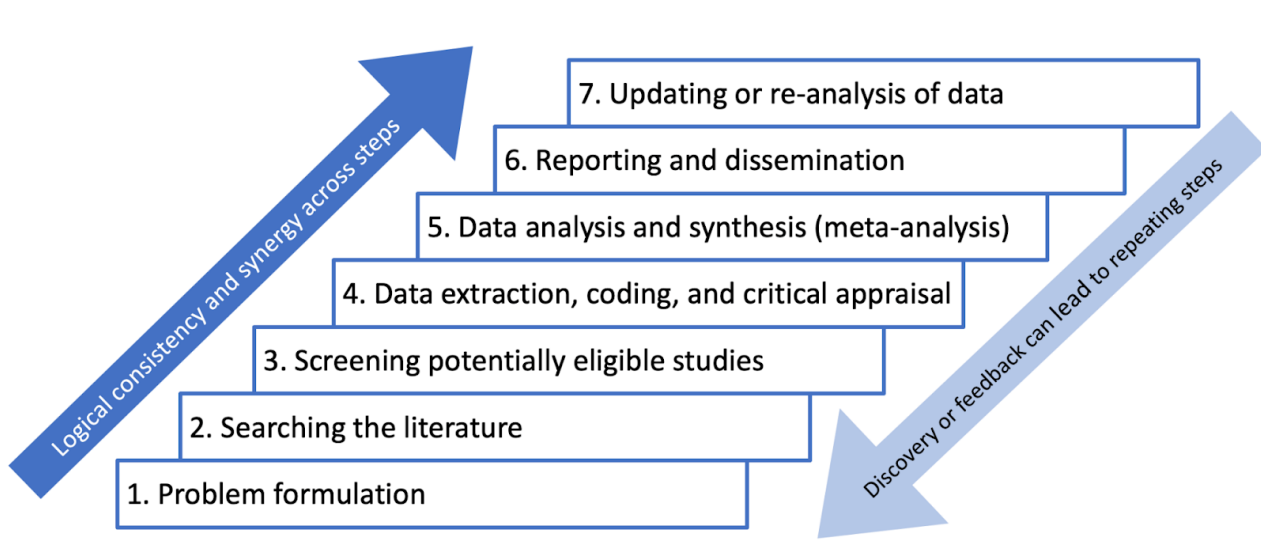 Logical consistency and synergy across steps
7. Updating or re-analysis of data
6. Reporting and dissemination
5. Data analysis and synthesis (meta-analysis)
4. Data extraction, coding, and critical appraisal
3. Screening potentially eligible studies
2. Searching the literature
1. Problem formulation
Discovery or feedback can lead to repeating steps